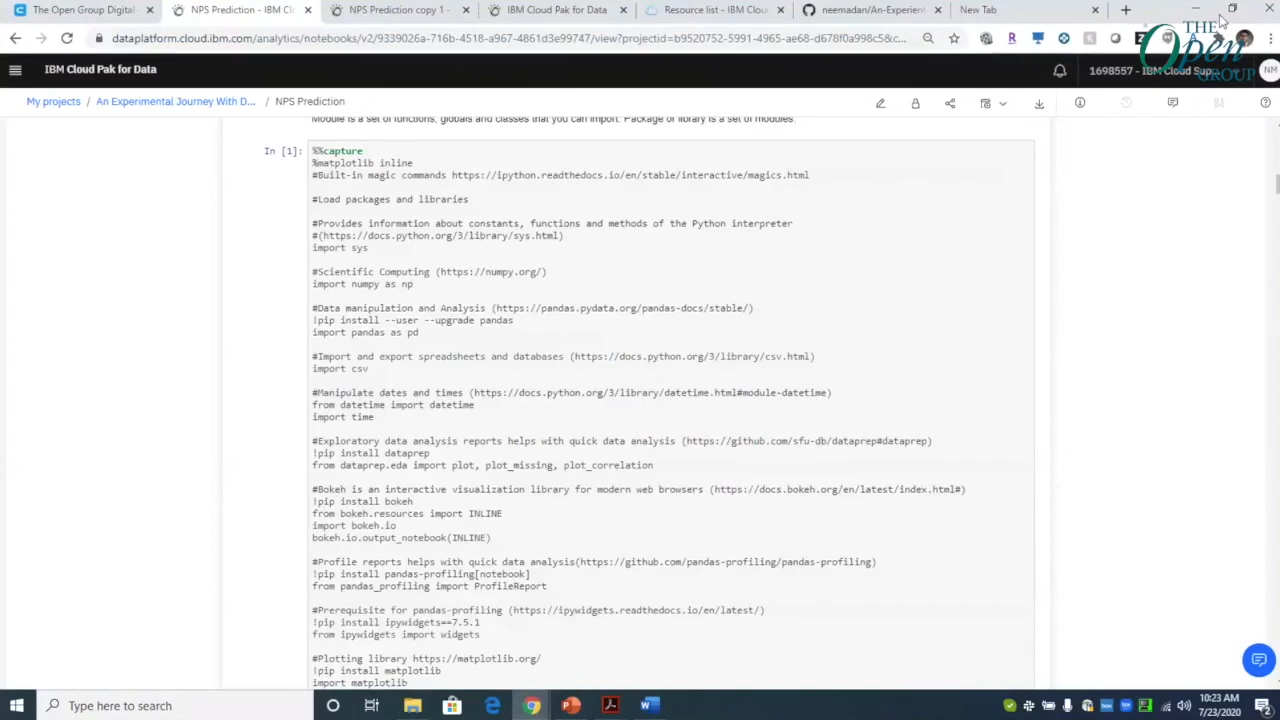 The Open Group Digital
NPS Prediction - IBM Cl
NPS Prediction copy 1 -
IBM Cloud Pak for Data
Resource list - IBM Clou
neemadan/An-Experient
New Tab
dataplatform.cloud.ibm.com/analytics/notebooks/v2/9339026a-716b-4518-a967-4861d3e99747/view?projectid=b9520752-5991-4965-ae68-d678f0a998c5&c...
THE
Open
GROUP
IBM Cloud Pak for Data
1698557 - IBM Cloud Sup...
NM
My projects / An Experimental Journey With D... / NPS Prediction
Module is a set of functions, globals and classes that you can import. Package or library is a set of modules.
In [1]:
%%capture
%matplotlib inline
#Built-in magic commands https://ipython.readthedocs.io/en/stable/interactive/magics.html
#Load packages and libraries
#Provides information about constants, functions and methods of the Python interpreter
#(https://docs.python.org/3/library/sys.html)
import sys
#Scientific Computing (https://numpy.org/)
import numpy as np
#Data manipulation and Analysis (https://pandas.pydata.org/pandas-docs/stable/)
!pip install --user --upgrade pandas
import pandas as pd
#Import and export spreadsheets and databases (https://docs.python.org/3/library/csv.html)
import csv
#Manipulate dates and times (https://docs.python.org/3/library/datetime.html#module-datetime)
from datetime import datetime
import time
#Exploratory data analysis reports helps with quick data analysis (https://github.com/sfu-db/dataprep#dataprep)
!pip install dataprep
from dataprep.eda import plot, plot_missing, plot_correlation
#Bokeh is an interactive visualization library for modern web browsers (https://docs.bokeh.org/en/latest/index.html#)
!pip install bokeh
from bokeh.resources import INLINE
import bokeh.io
bokeh.io.output_notebook(INLINE)
#Profile reports helps with quick data analysis(https://github.com/pandas-profiling/pandas-profiling)
!pip install pandas-profiling[notebook]
from pandas_profiling import ProfileReport
#Prerequisite for pandas-profiling (https://ipywidgets.readthedocs.io/en/latest/)
!pip install ipywidgets==7.5.1
from ipywidgets import widgets
#Plotting library https://matplotlib.org/
!pip install matplotlib
import matplotlib
Type here to search
10:23 AM
7/23/2020
2